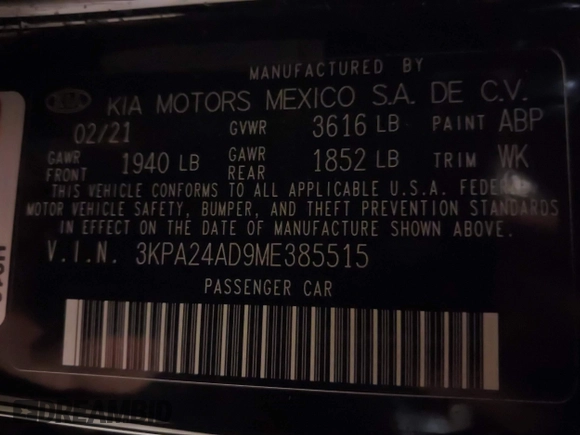 MANUFACTURED BY
KIA KIA MOTORS MEXICO S.A. DE C.V.
02/21 GVWR 3616 LB PAINT ABP
GAWR FRONT 1940 LB GAWR REAR 1852 LB TRIM WK
THIS VEHICLE CONFORMS TO ALL APPLICABLE U.S.A. FEDERAL
MOTOR VEHICLE SAFETY, BUMPER, AND THEFT PREVENTION STANDARDS
IN EFFECT ON THE DATE OF MANUFACTURE SHOWN ABOVE.
V.I.N. 3KPA24AD9ME385515
PASSENGER CAR
DREAMBID